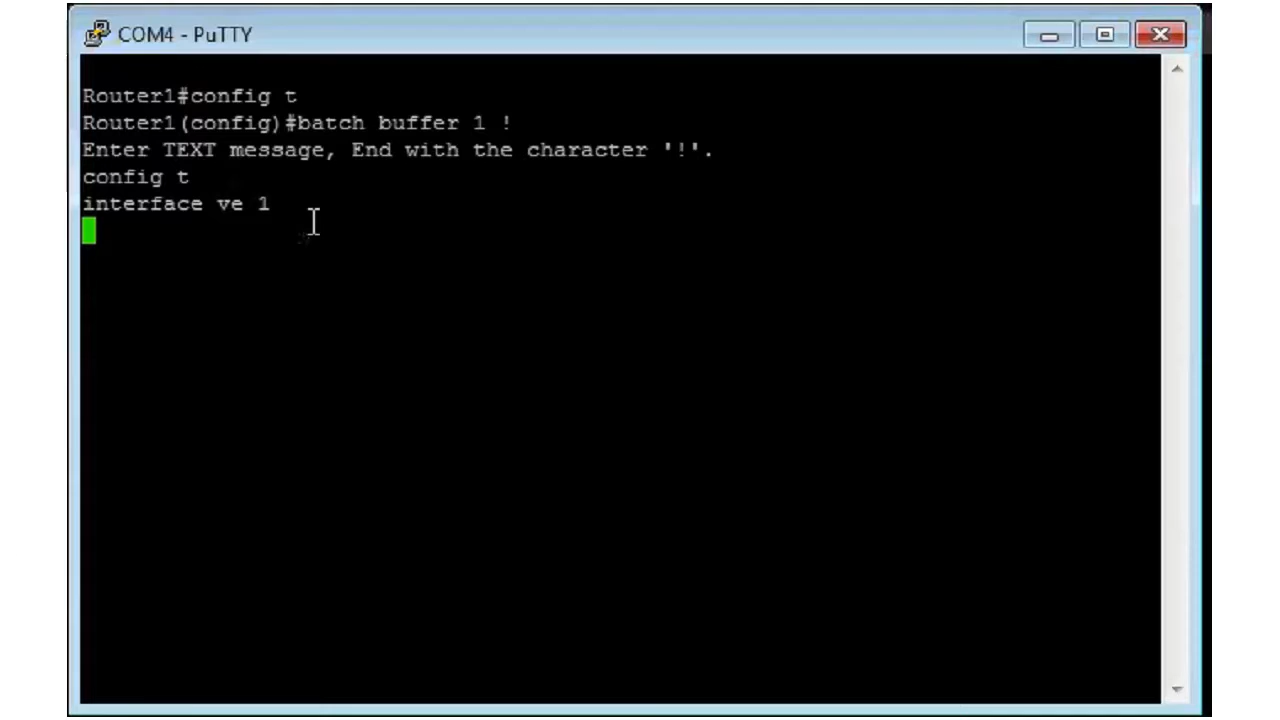 COM4 - PuTTY
Router1#config t
Router1(config)#batch buffer 1 !
Enter TEXT message, End with the character '!'.
config t
interface ve 1